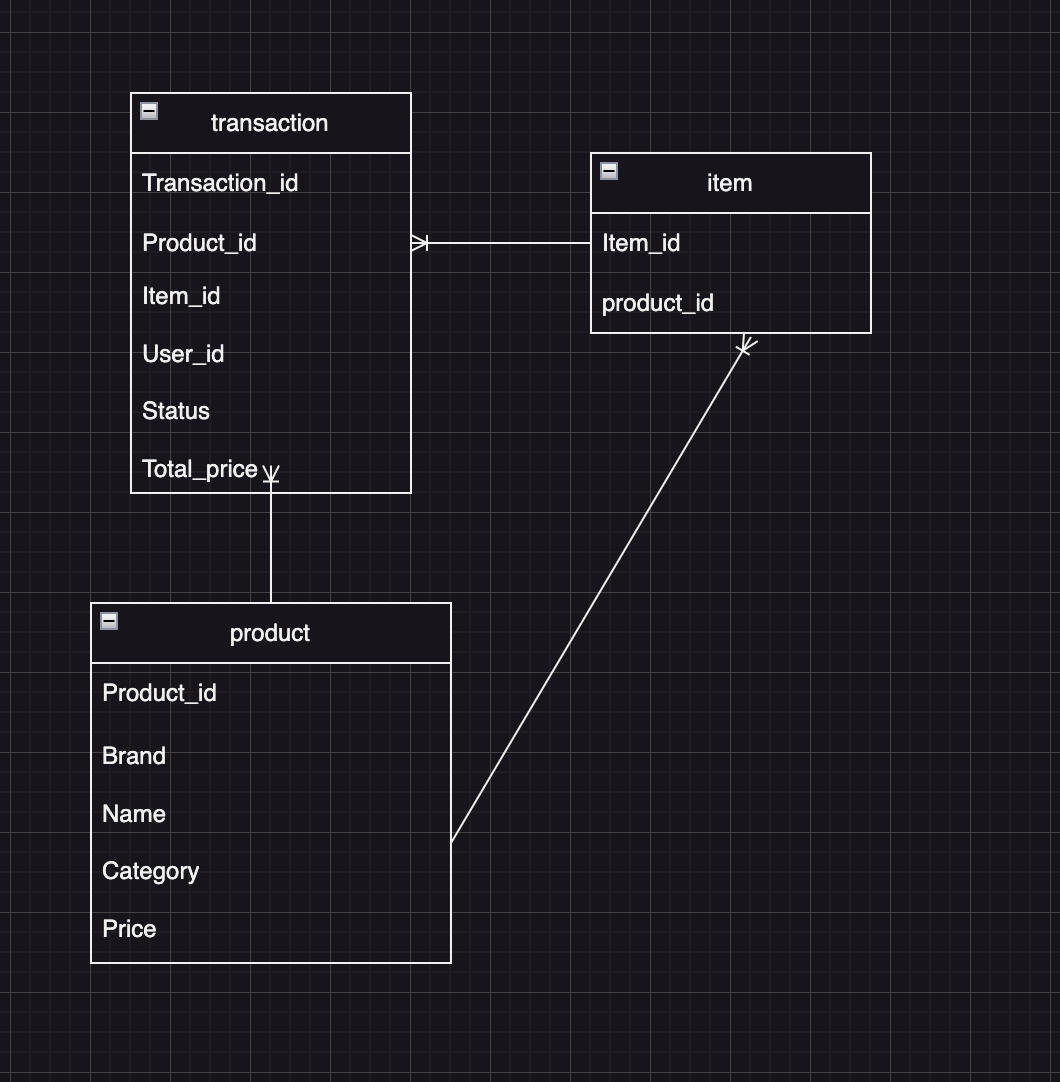 transaction
Transaction_id
Product_id
Item_id
User_id
Status
Total_price
item
Item_id
product_id
product
Product_id
Brand
Name
Category
Price